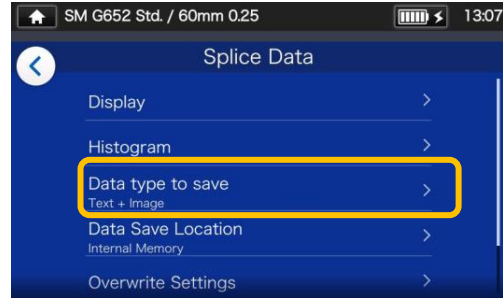 SM G652 Std. / 60mm 0.25 13:07
Splice Data
Display
Histogram
Data type to save
Text + Image
Data Save Location
Internal Memory
Overwrite Settings